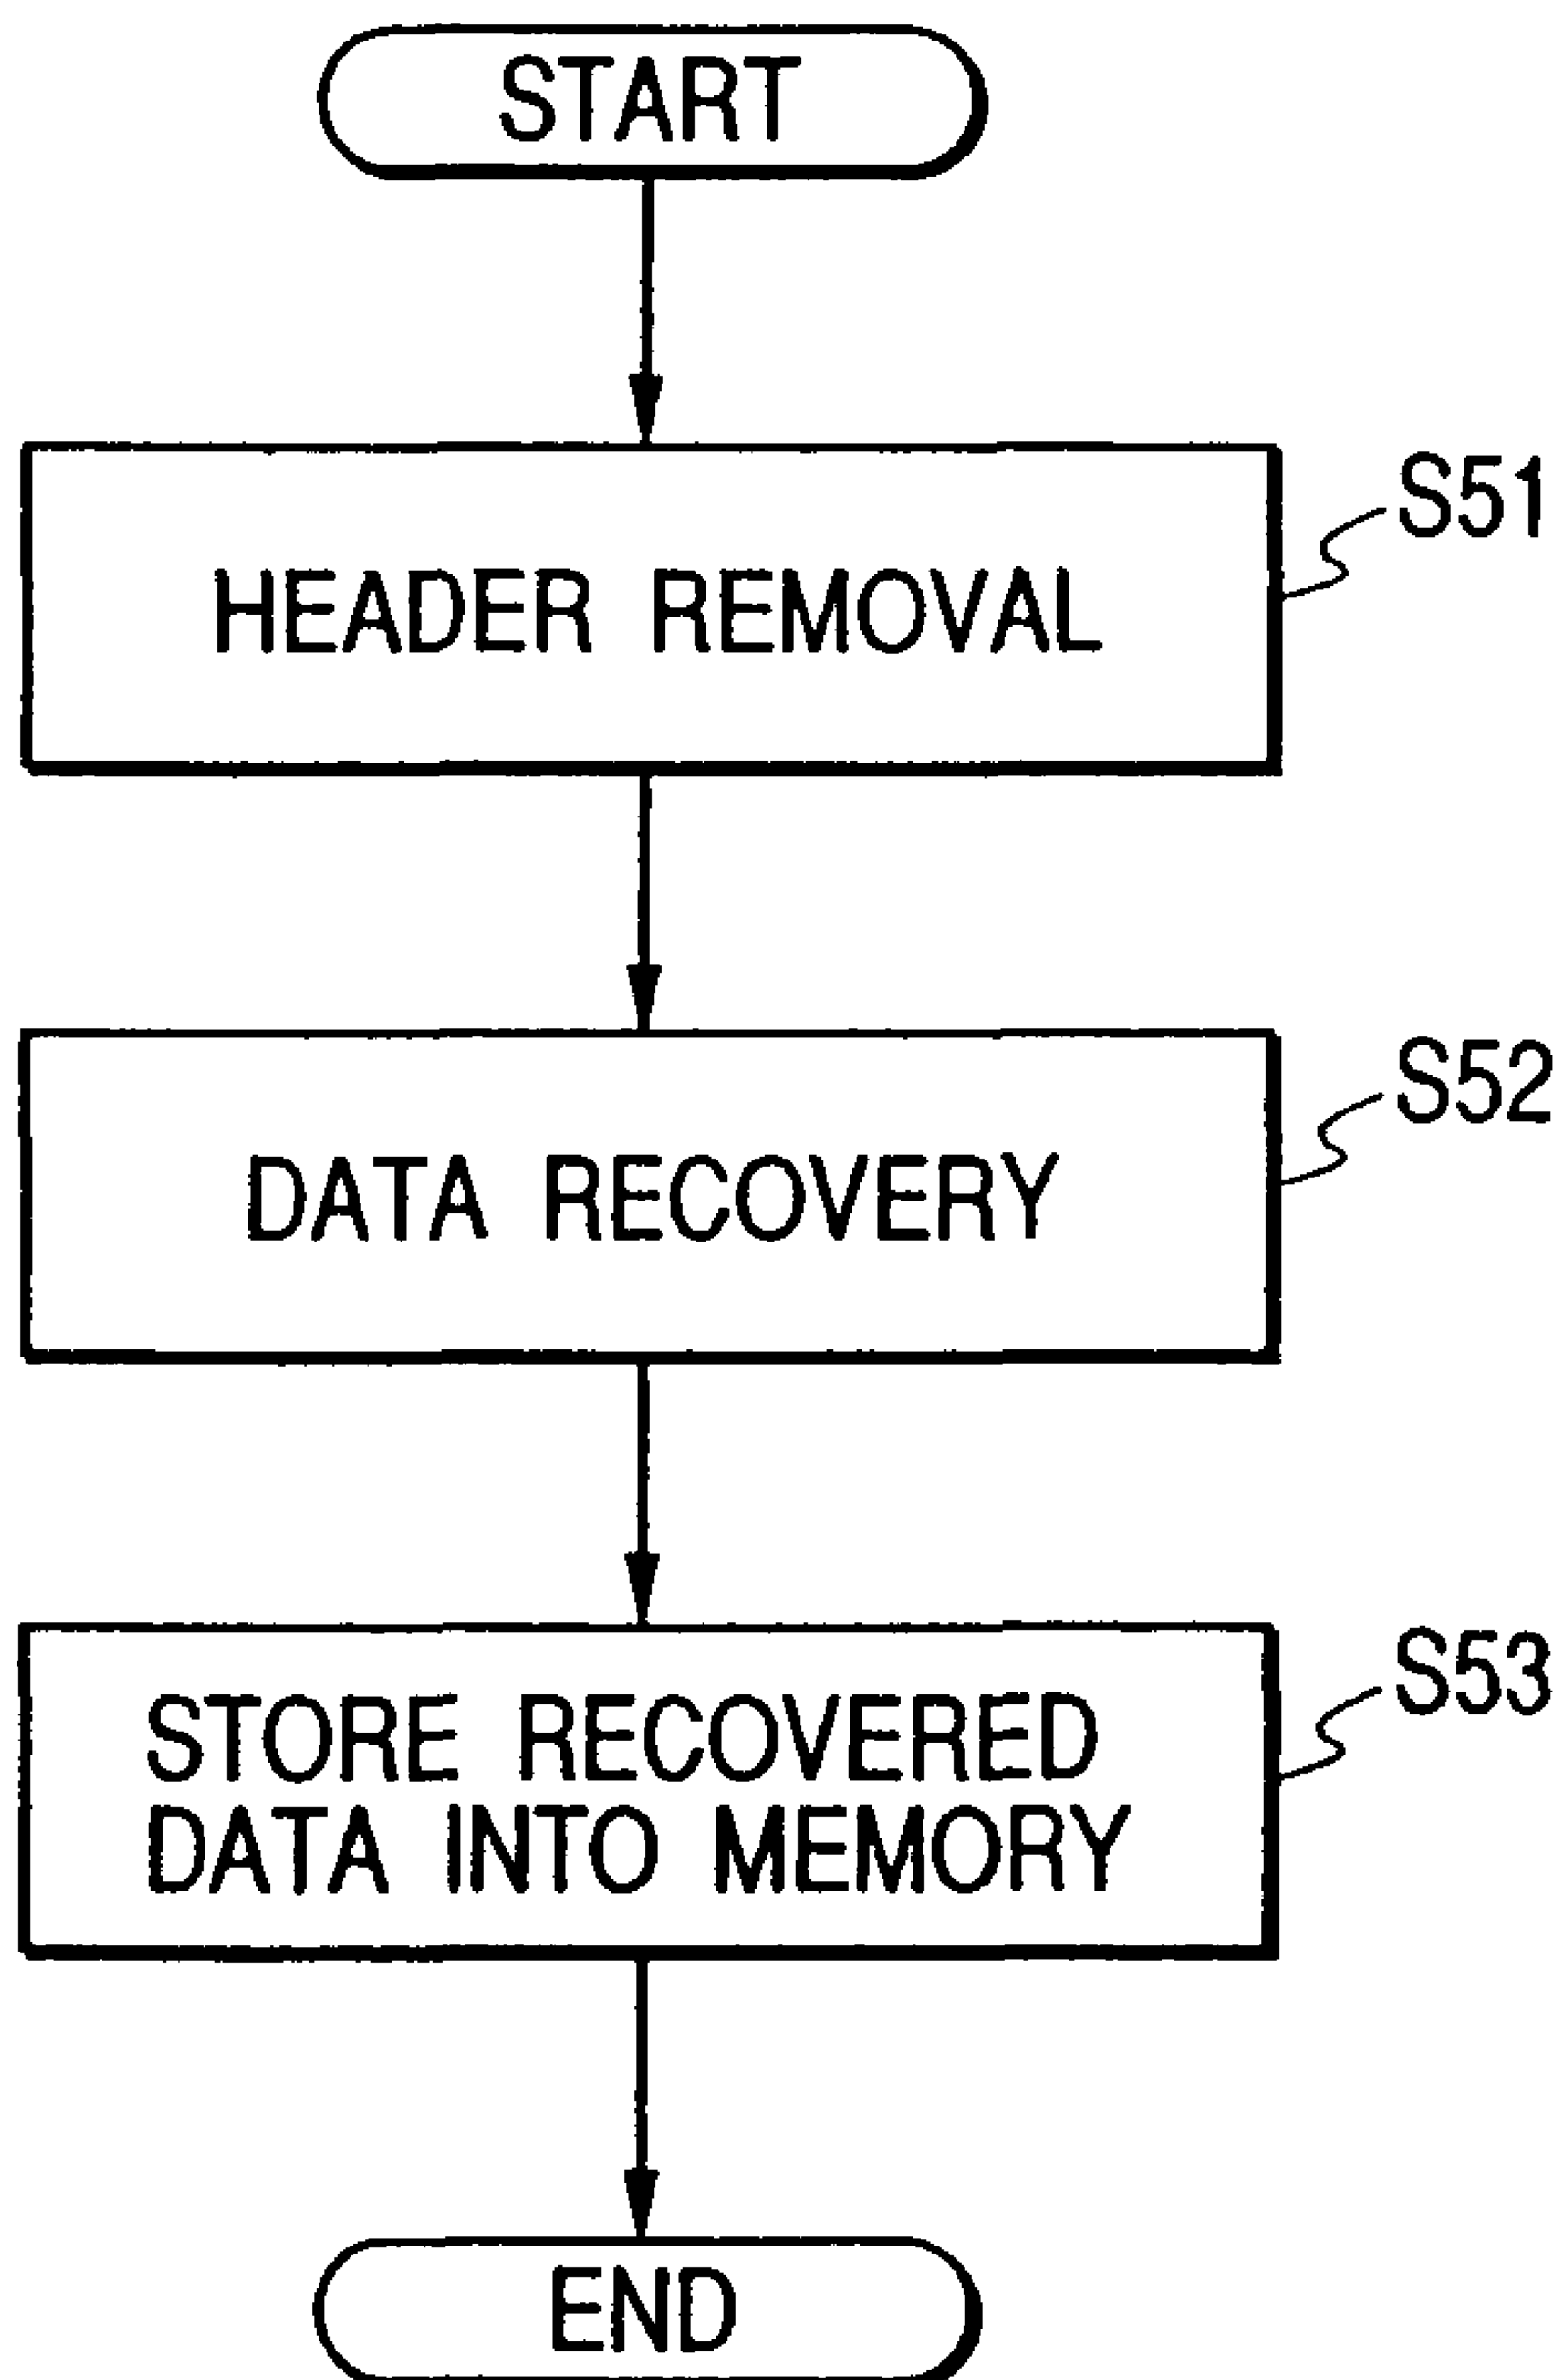 START
HEADER REMOVAL
S51
DATA RECOVERY
S52
STORE RECOVERED
DATA INTO MEMORY
S53
END